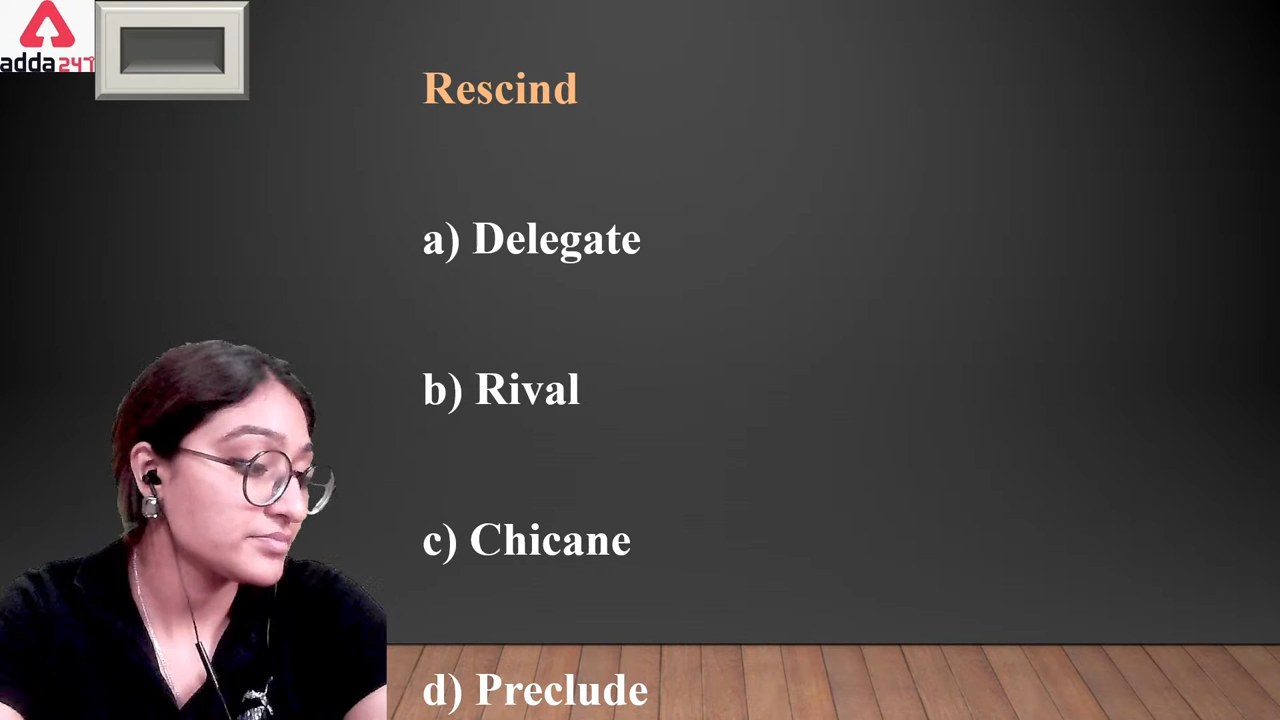 adda247
Rescind
a) Delegate
b) Rival
c) Chicane
d) Preclude